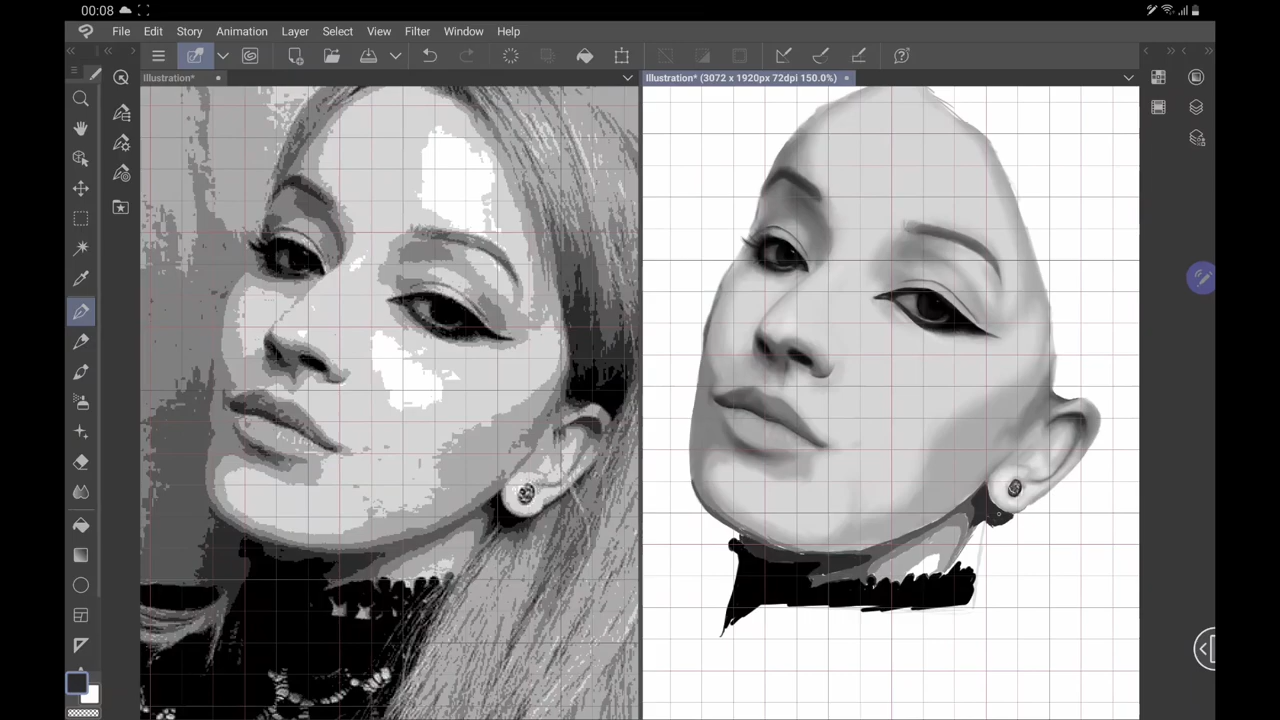 00:08
File Edit Story Animation Layer Select View Filter Window Help
Illustration*
Illustration* (3072 x 1920px 72dpi 150.0%)